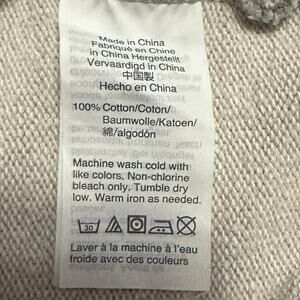 Made in China
Fabriqué en Chine
in China Hergestellt
Vervaardigd in China
中国製
Hecho en China
100% Cotton/Coton/
Baumwolle/Katoen/
綿/algodón
Machine wash cold with
like colors. Non-chlorine
bleach only. Tumble dry
low. Warm iron as needed.
30
Laver à la machine à l'eau
froide avec des couleurs